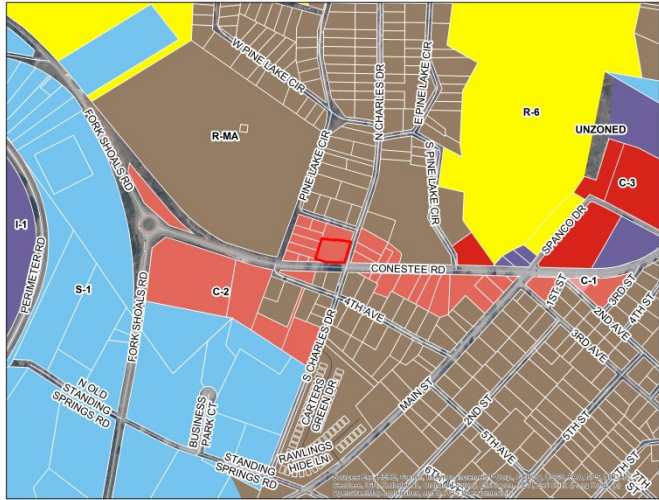 W PINE LAKE CIR
N CHARLES DR
E PINE LAKE CIR
FORK SHOALS RD
R-MA
R-6
UNZONED
S PINE LAKE CIR
PINE LAKE CIR
C-3
SPANCO DR
I-1
PERIMETER RD
S-1
CONESTEE RD
C-1
1ST ST
3RD ST
4TH ST
2ND AVE
C-2
FORK SHOALS RD
4TH AVE
S CHARLES DR
3RD AVE
N OLD
STANDING
SPRINGS RD
BUSINESS
PARK CT
CARTERS
GREEN DR
MAIN ST
2ND ST
5TH AVE
5TH ST
STANDING
SPRINGS RD
RAWLINGS
HIDE LN
7TH